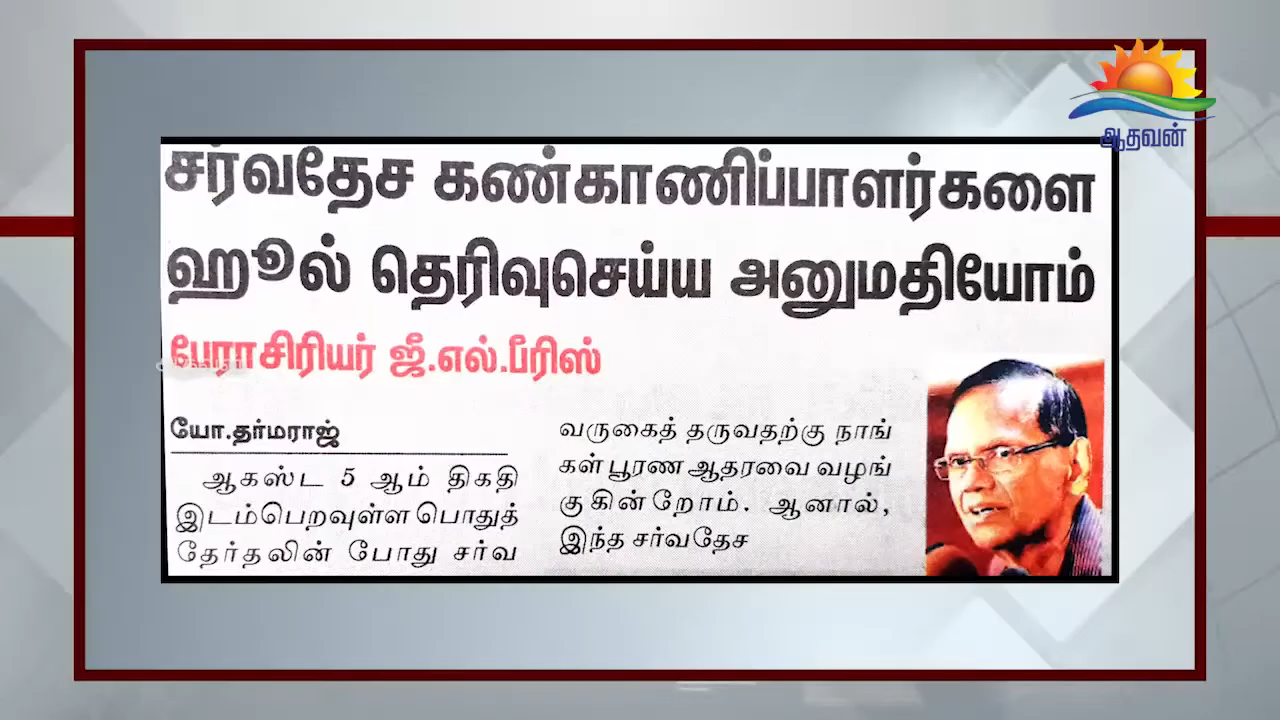 ஆதவன்
சர்வதேச கண்காணிப்பாளர்களை
ஹூல் தெரிவுசெய்ய அனுமதியோம்
பேராசிரியர் ஜீ.எல்.பீரிஸ்
யோ.தர்மராஜ்
ஆகஸ்ட 5 ஆம் திகதி
இடம்பெறவுள்ள பொதுத்
தேர்தலின் போது சர்வ
வருகைத் தருவதற்கு நாங்
கள் பூரண ஆதரவை வழங்
குகின்றோம். ஆனால்,
இந்த சர்வதேச